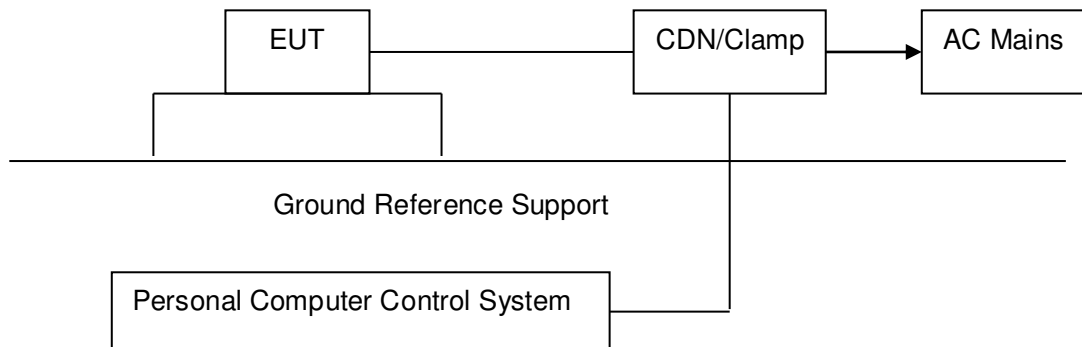 EUT
CDN/Clamp
AC Mains
Ground Reference Support
Personal Computer Control System